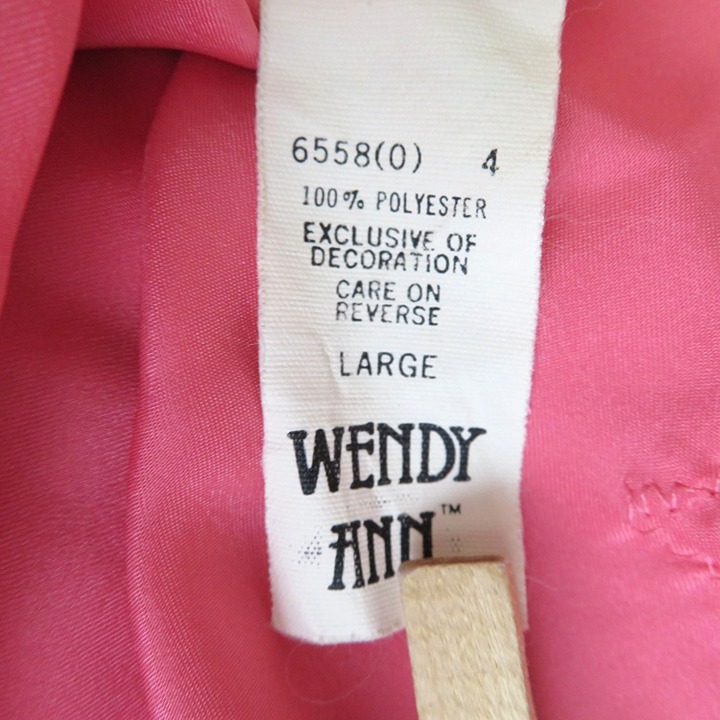 6558(0) 4
100% POLYESTER
EXCLUSIVE OF
DECORATION
CARE ON
REVERSE
LARGE
WENDY
ANN™